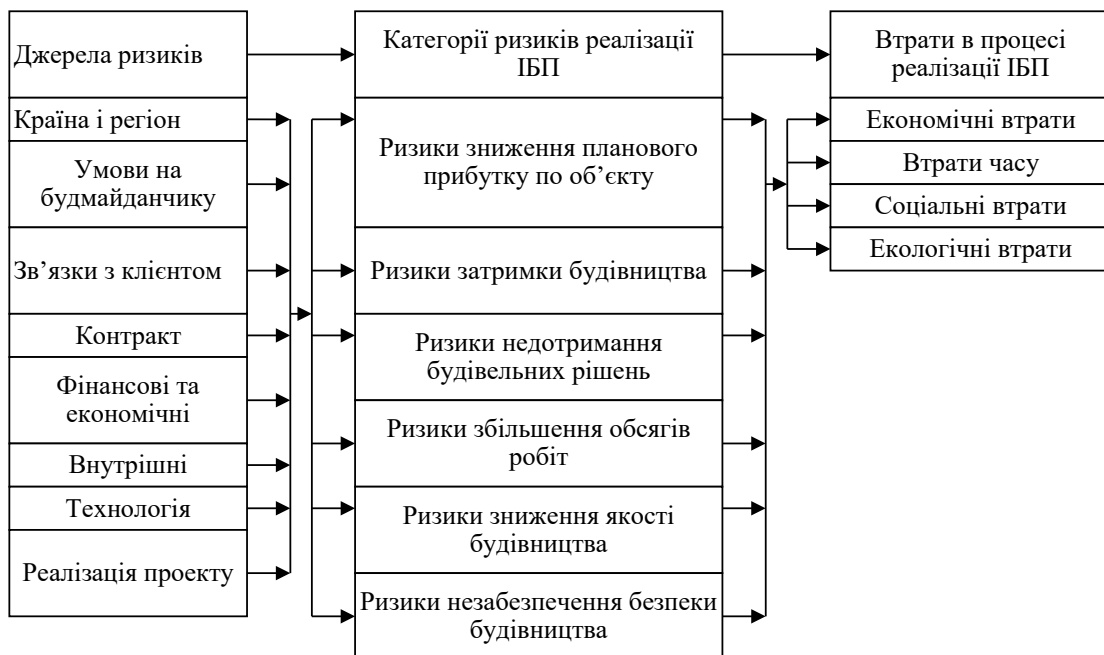 Джерела ризиків
Категорії ризиків реалізації
ІБП
Втрати в процесі
реалізації ІБП
Країна і регіон
Умови на
будмайданчику
Зв’язки з клієнтом
Контракт
Фінансові та
економічні
Внутрішні
Технологія
Реалізація проекту
Ризики зниження планового
прибутку по об’єкту
Ризики затримки будівництва
Ризики недотримання
будівельних рішень
Ризики збільшення обсягів
робіт
Ризики зниження якості
будівництва
Ризики незабезпечення безпеки
будівництва
Економічні втрати
Втрати часу
Соціальні втрати
Екологічні втрати